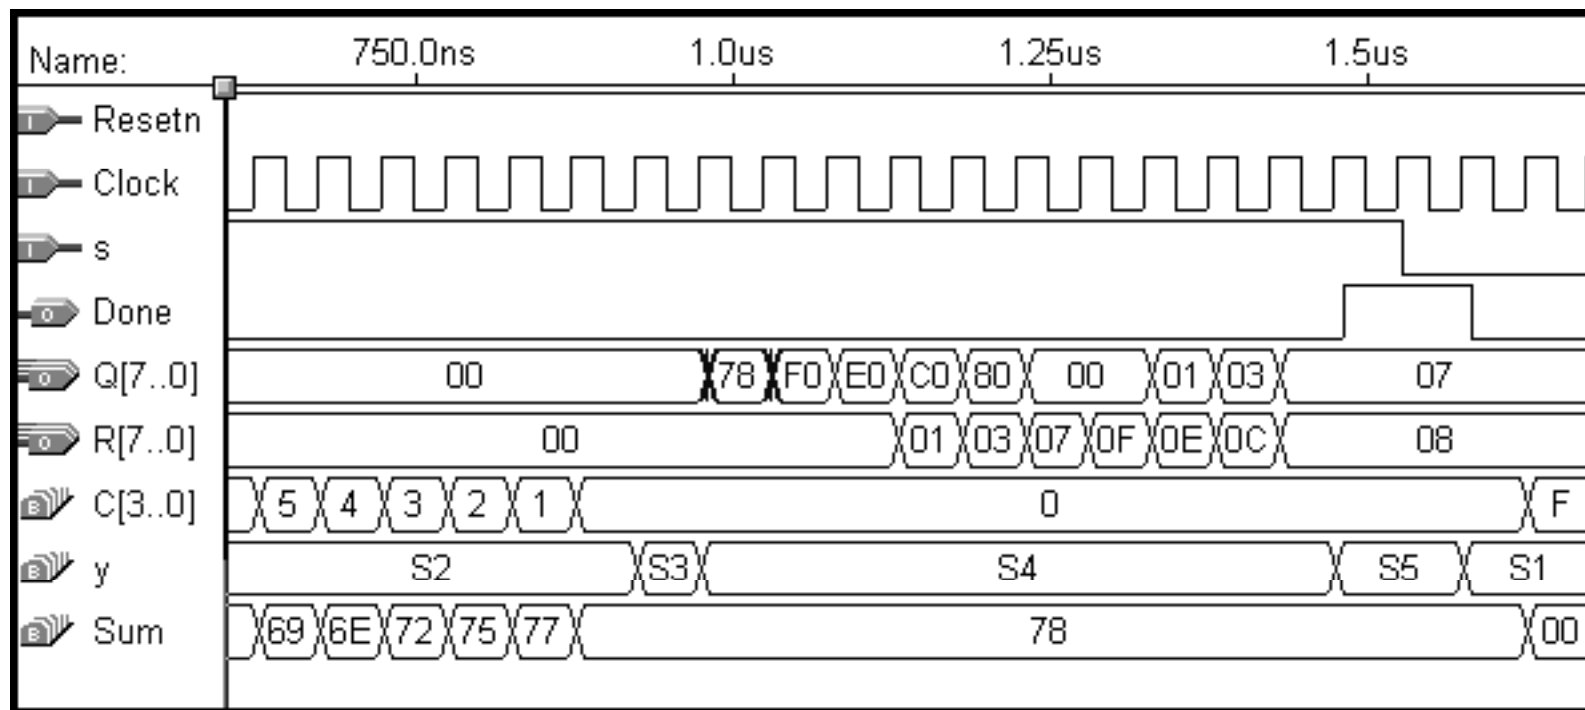 Name: 750.0ns 1.0us 1.25us 1.5us
I Resetn
I Clock
I s
O Done
O Q[7..0] 00 78 F0 E0 C0 80 00 01 03 07
O R[7..0] 00 01 03 07 0F 0E 0C 08
B C[3..0] 5 4 3 2 1 0 F
B y S2 S3 S4 S5 S1
B Sum 69 6E 72 75 77 78 00